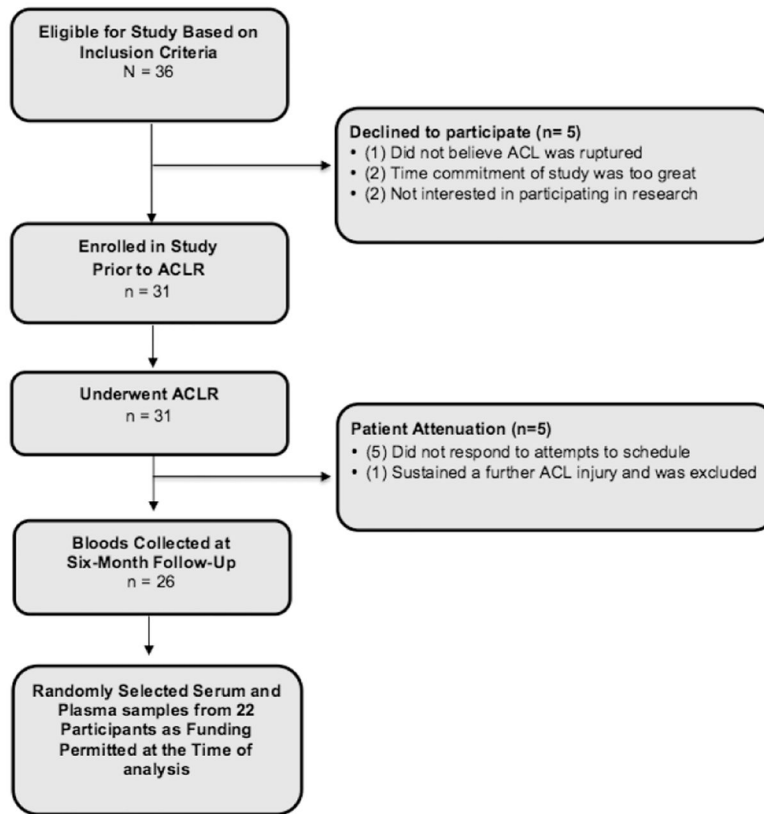 Eligible for Study Based on
Inclusion Criteria
N = 36
Declined to participate (n= 5)
• (1) Did not believe ACL was ruptured
• (2) Time commitment of study was too great
• (2) Not interested in participating in research
Enrolled in Study
Prior to ACLR
n = 31
Underwent ACLR
n = 31
Patient Attenuation (n=5)
• (5) Did not respond to attempts to schedule
• (1) Sustained a further ACL injury and was excluded
Bloods Collected at
Six-Month Follow-Up
n = 26
Randomly Selected Serum and
Plasma samples from 22
Participants as Funding
Permitted at the Time of
analysis